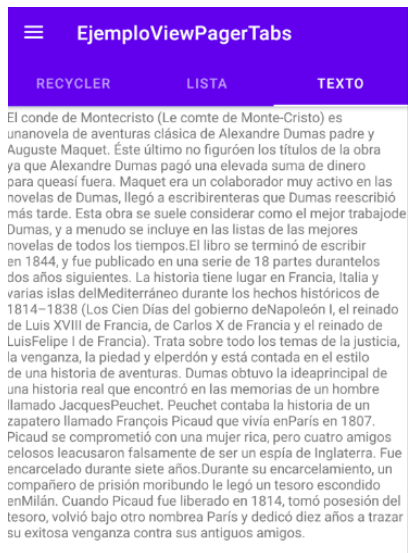 EjemploViewPagerTabs
RECYCLER LISTA TEXTO
El conde de Montecristo (Le comte de Monte-Cristo) es
unanovela de aventuras clásica de Alexandre Dumas padre y
Auguste Maquet. Éste último no figuróen los títulos de la obra
ya que Alexandre Dumas pagó una elevada suma de dinero
para queasí fuera. Maquet era un colaborador muy activo en las
novelas de Dumas, llegó a escribirenteras que Dumas reescribió
más tarde. Esta obra se suele considerar como el mejor trabajode
Dumas, y a menudo se incluye en las listas de las mejores
novelas de todos los tiempos.El libro se terminó de escribir
en 1844, y fue publicado en una serie de 18 partes durantelos
dos años siguientes. La historia tiene lugar en Francia, Italia y
varias islas delMediterráneo durante los hechos históricos de
1814–1838 (Los Cien Días del gobierno deNapoleón I, el reinado
de Luis XVIII de Francia, de Carlos X de Francia y el reinado de
LuisFelipe I de Francia). Trata sobre todo los temas de la justicia,
la venganza, la piedad y elperdón y está contada en el estilo
de una historia de aventuras. Dumas obtuvo la ideaprincipal de
una historia real que encontró en las memorias de un hombre
llamado JacquesPeuchet. Peuchet contaba la historia de un
zapatero llamado François Picaud que vivía enParís en 1807.
Picaud se comprometió con una mujer rica, pero cuatro amigos
celosos leacusaron falsamente de ser un espía de Inglaterra. Fue
encarcelado durante siete años.Durante su encarcelamiento, un
compañero de prisión moribundo le legó un tesoro escondido
enMilán. Cuando Picaud fue liberado en 1814, tomó posesión del
tesoro, volvió bajo otro nombrea París y dedicó diez años a trazar
su exitosa venganza contra sus antiguos amigos.